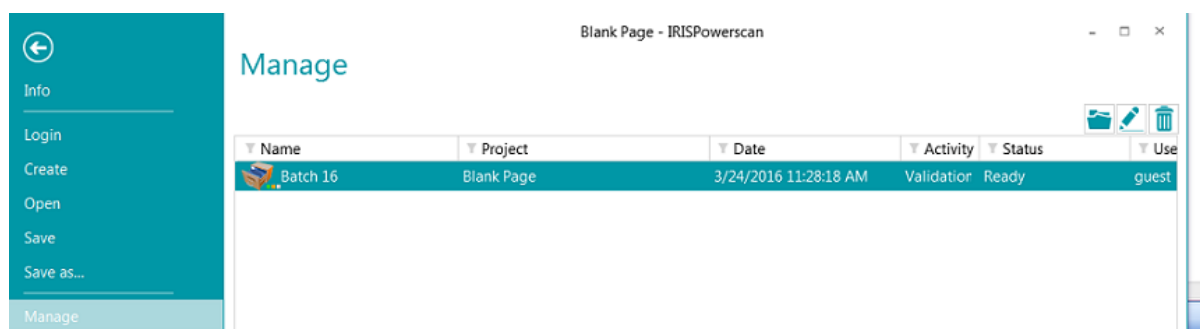 Blank Page - IRISPowerscan
Manage
Info
Login
Create
Open
Save
Save as...
Manage
Name Project Date Activity Status Use
Batch 16 Blank Page 3/24/2016 11:28:18 AM Validation Ready guest